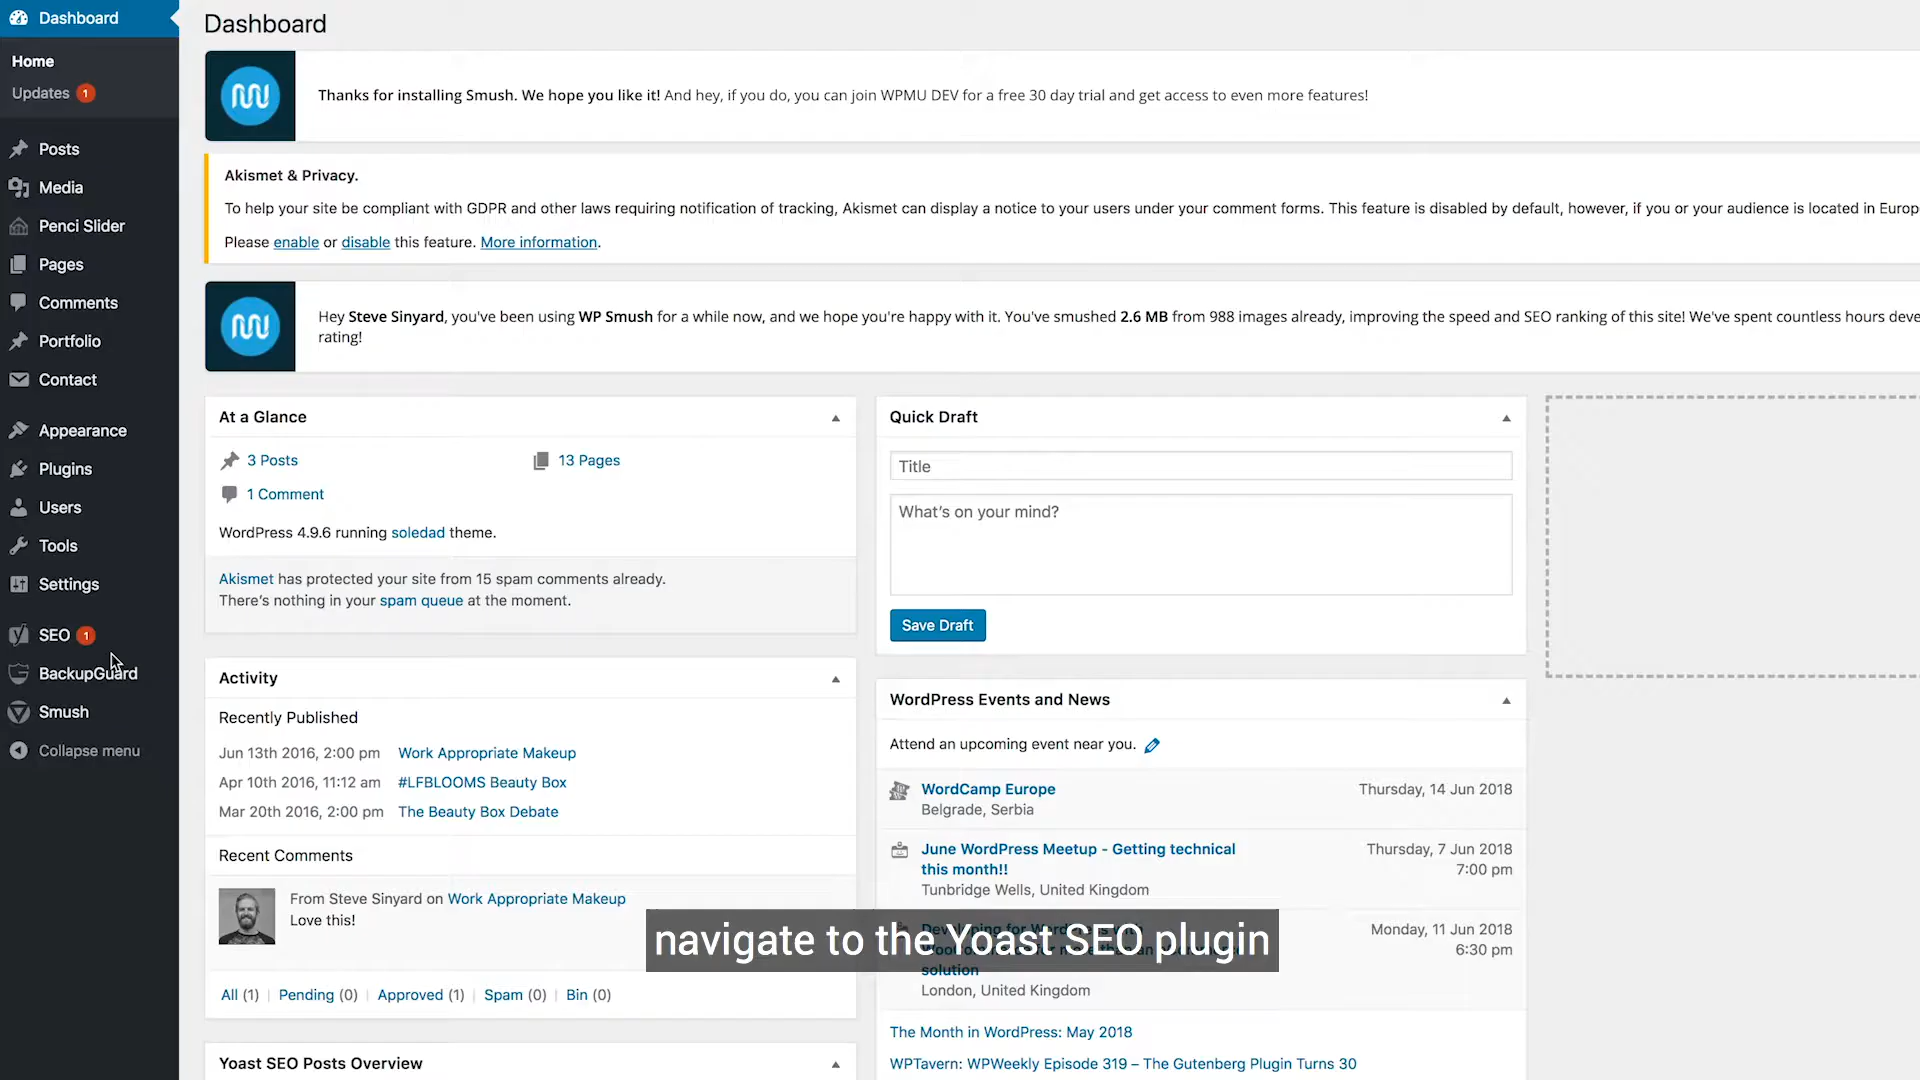 Dashboard
Home
Updates 1
Posts
Media
Penci Slider
Pages
Comments
Portfolio
Contact
Appearance
Plugins
Users
Tools
Settings
SEO 1
BackupGuard
Smush
Collapse menu
Dashboard
Thanks for installing Smush. We hope you like it! And hey, if you do, you can join WPMU DEV for a free 30 day trial and get access to even more features!
Akismet & Privacy.
To help your site be compliant with GDPR and other laws requiring notification of tracking, Akismet can display a notice to your users under your comment forms. This feature is disabled by default, however, if you or your audience is located in Europ
Please enable or disable this feature. More information.
Hey Steve Sinyard, you've been using WP Smush for a while now, and we hope you're happy with it. You've smushed 2.6 MB from 988 images already, improving the speed and SEO ranking of this site! We've spent countless hours deve
rating!
At a Glance
3 Posts
13 Pages
1 Comment
WordPress 4.9.6 running soledad theme.
Akismet has protected your site from 15 spam comments already.
There's nothing in your spam queue at the moment.
Activity
Recently Published
Jun 13th 2016, 2:00 pm Work Appropriate Makeup
Apr 10th 2016, 11:12 am #LFBLOOMS Beauty Box
Mar 20th 2016, 2:00 pm The Beauty Box Debate
Recent Comments
From Steve Sinyard on Work Appropriate Makeup
Love this!
All (1) | Pending (0) | Approved (1) | Spam (0) | Bin (0)
Yoast SEO Posts Overview
Quick Draft
Title
What's on your mind?
Save Draft
WordPress Events and News
Attend an upcoming event near you.
WordCamp Europe Thursday, 14 Jun 2018
Belgrade, Serbia
June WordPress Meetup - Getting technical Thursday, 7 Jun 2018
this month!! 7:00 pm
Tunbridge Wells, United Kingdom
Monday, 11 Jun 2018
6:30 pm
solution
London, United Kingdom
The Month in WordPress: May 2018
WPTavern: WPWeekly Episode 319 – The Gutenberg Plugin Turns 30
navigate to the Yoast SEO plugin